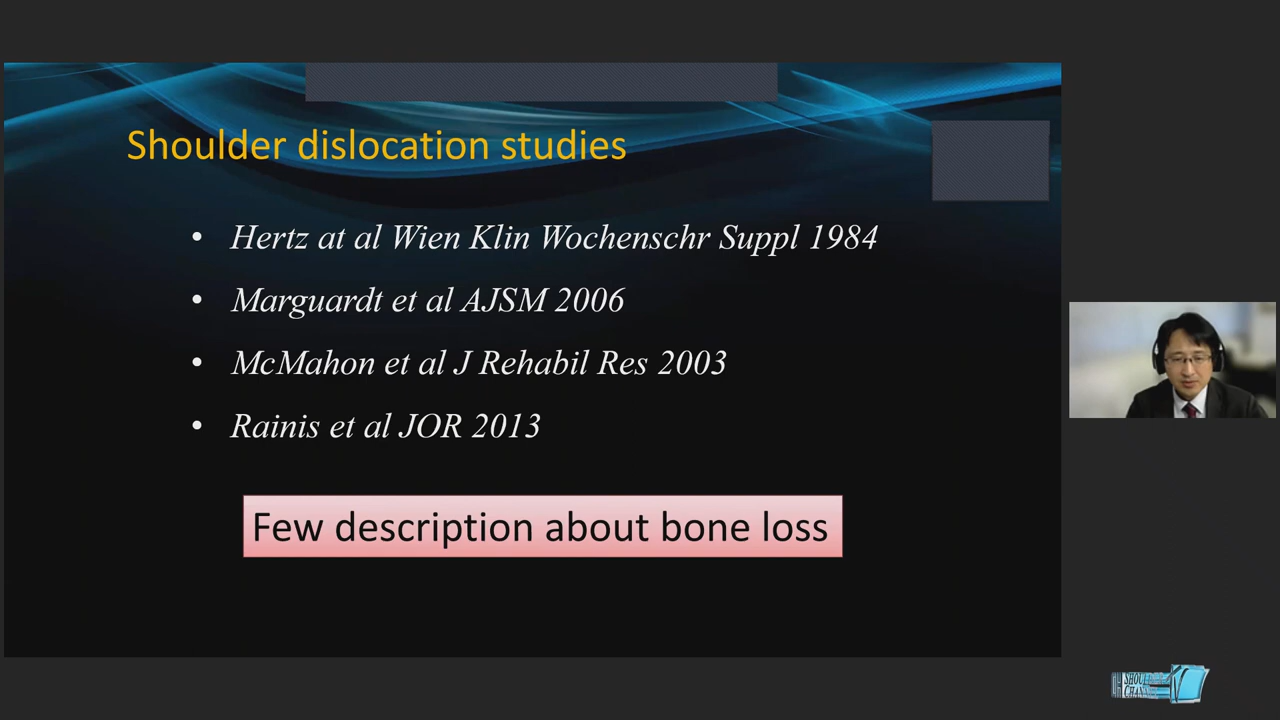 Shoulder dislocation studies
• Hertz at al Wien Klin Wochenschr Suppl 1984
• Marguardt et al AJSM 2006
• McMahon et al J Rehabil Res 2003
• Rainis et al JOR 2013
Few description about bone loss